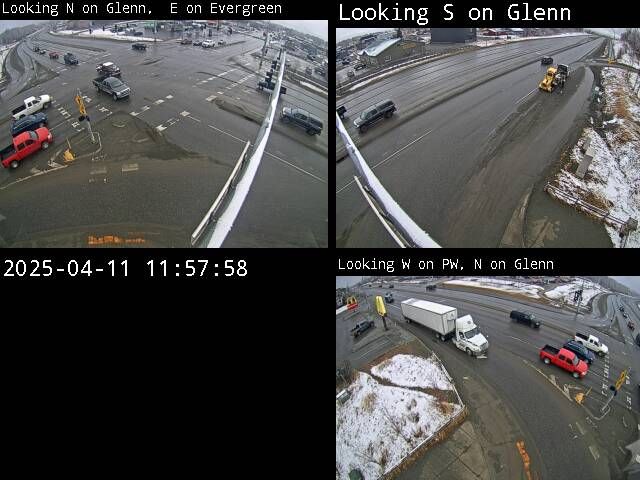 Looking N on Glenn,  E on Evergreen
Looking S on Glenn
2025-04-11 11:57:58
Looking W on PW, N on Glenn